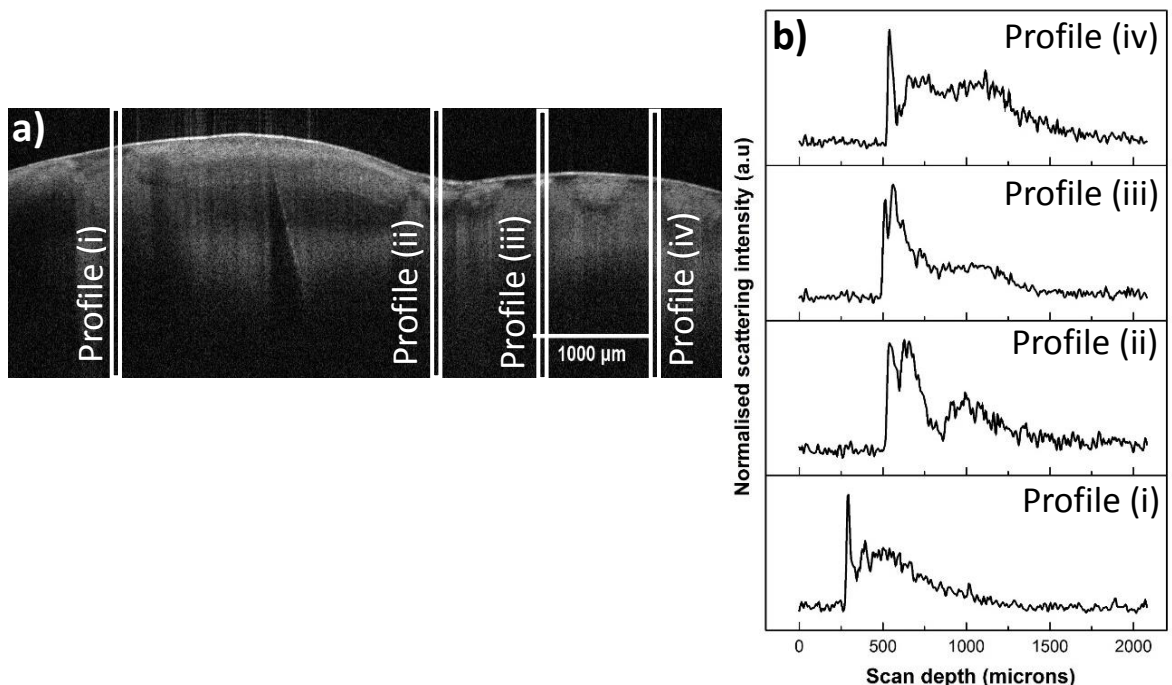 a)
Profile (i)
Profile (ii)
Profile (iii)
Profile (iv)
1000 µm
b)
Profile (iv)
Profile (iii)
Profile (ii)
Profile (i)
Normalised scattering intensity (a.u)
0 500 1000 1500 2000
Scan depth (microns)